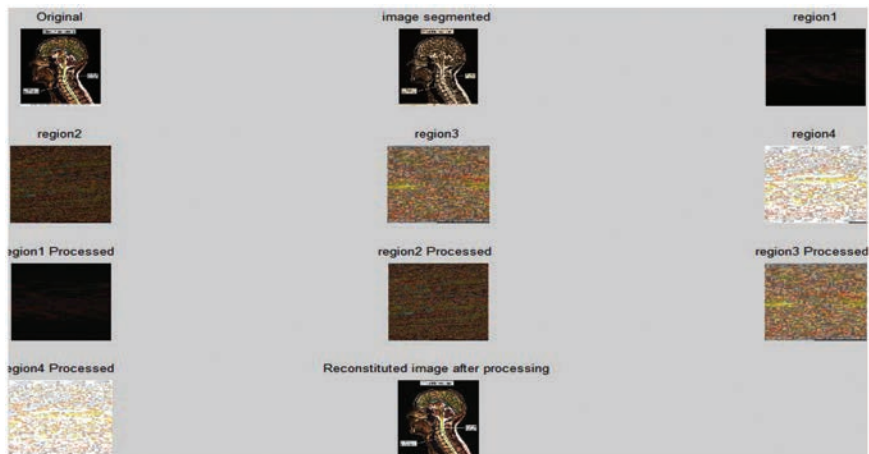 Original
image segmented
region1
region2
region3
region4
egion1 Processed
region2 Processed
region3 Processed
egion4 Processed
Reconstituted image after processing